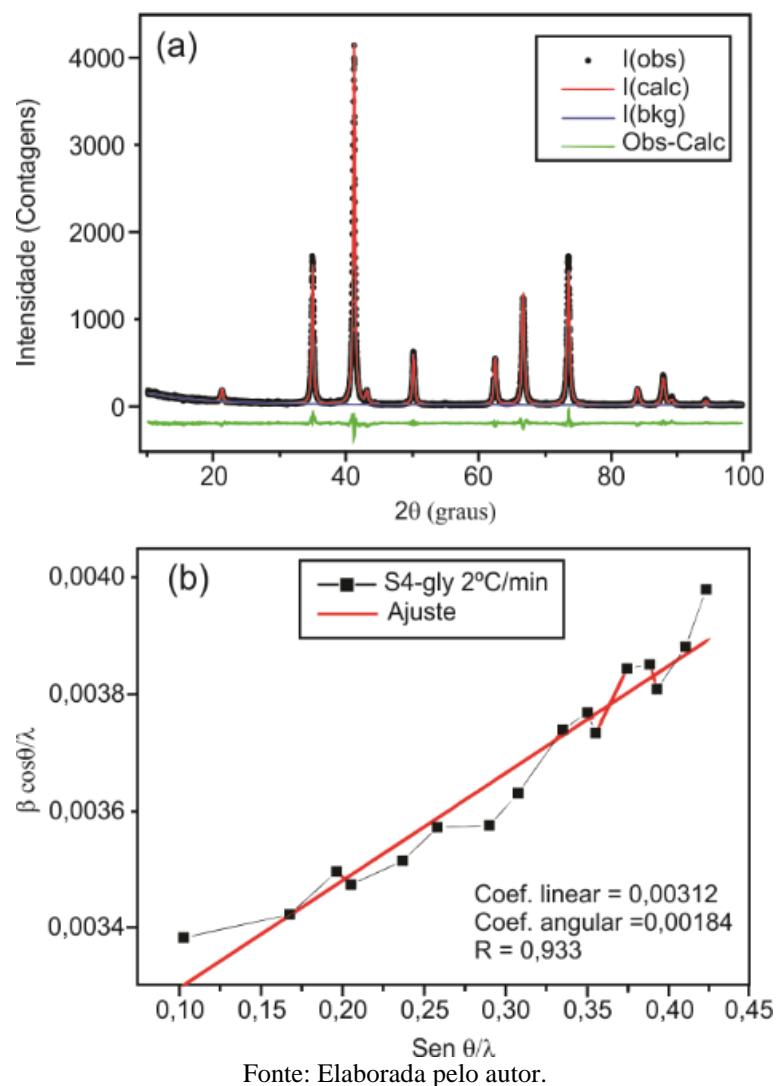 (a)
I(obs)
I(calc)
I(bkg)
Obs-Calc
Intensidade (Contagens)
4000
3000
2000
1000
0
20
40
60
80
100
2θ (graus)
(b)
S4-gly 2ºC/min
Ajuste
β cosθ/λ
0,0040
0,0038
0,0036
0,0034
Coef. linear = 0,00312
Coef. angular =0,00184
R = 0,933
0,10
0,15
0,20
0,25
0,30
0,35
0,40
0,45
Sen θ/λ
Fonte: Elaborada pelo autor.